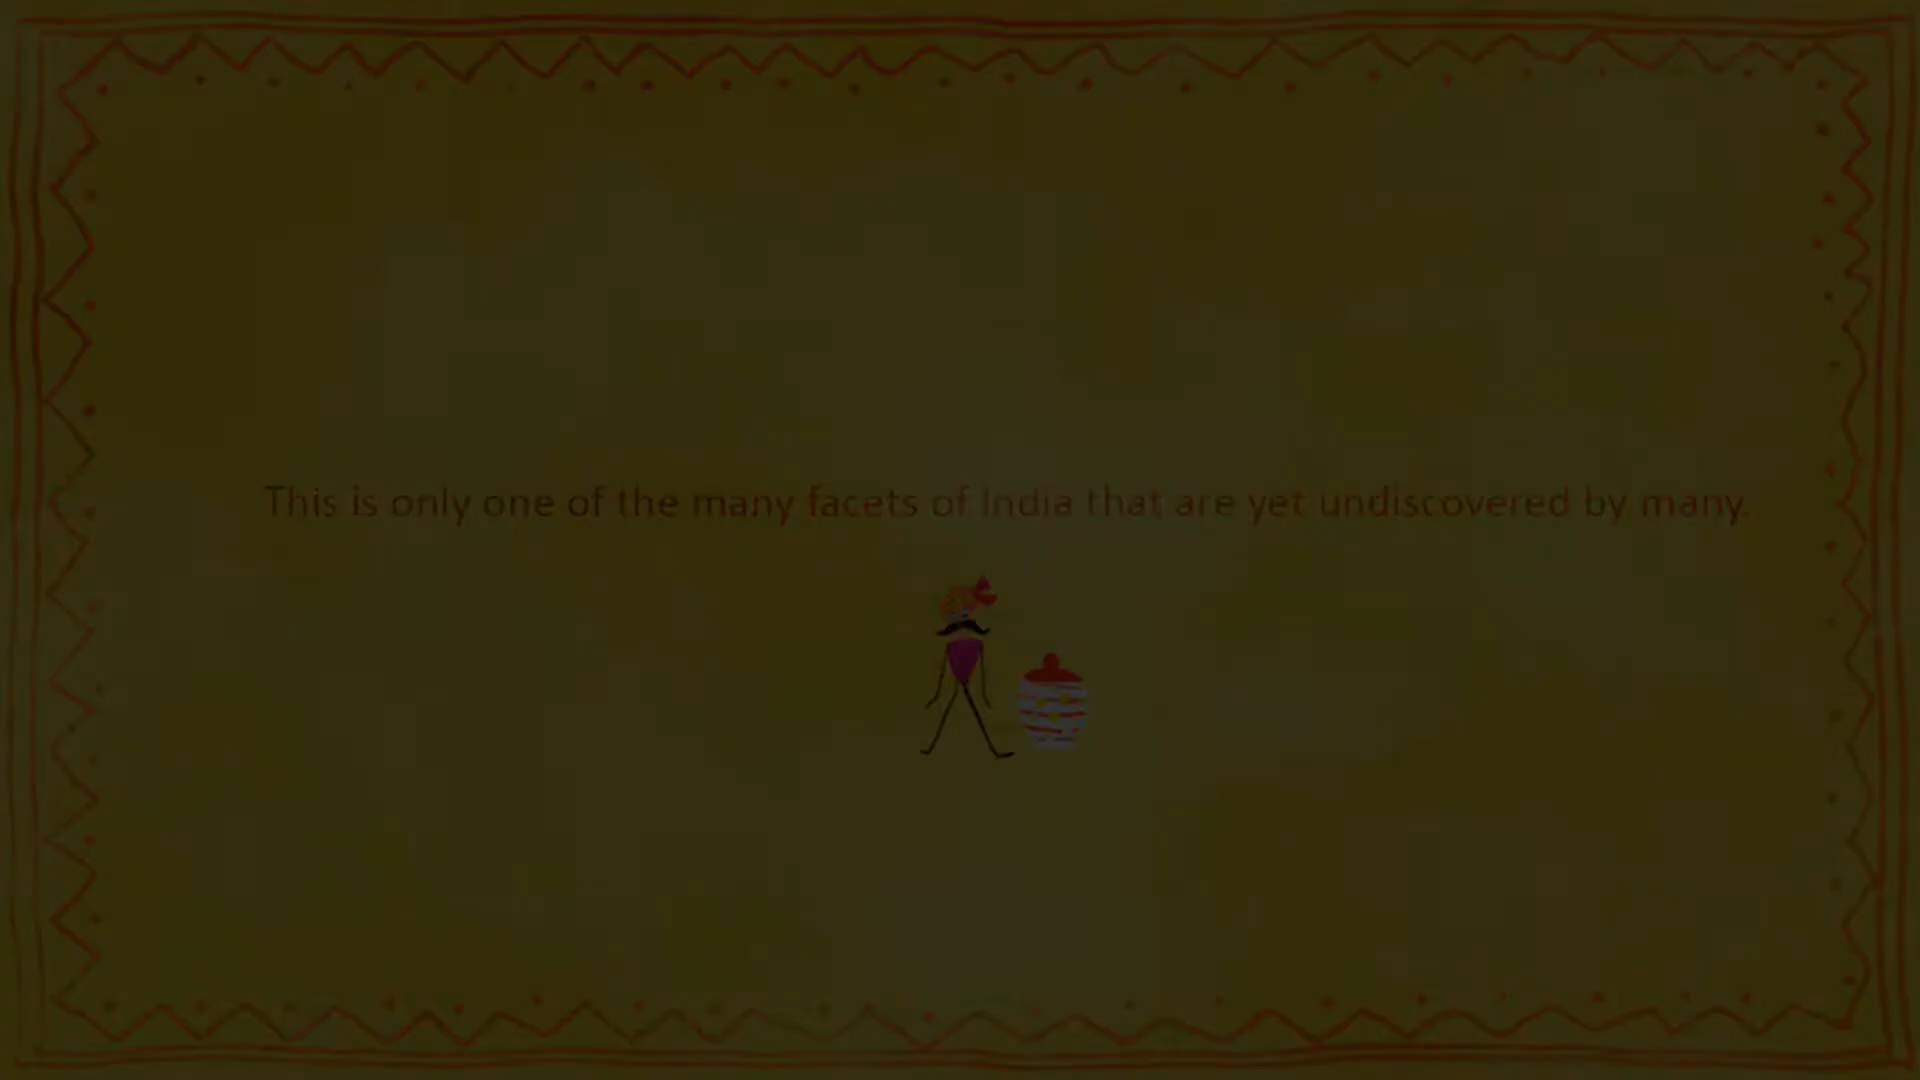 This is only one of the many facets of India that are yet undiscovered by many.